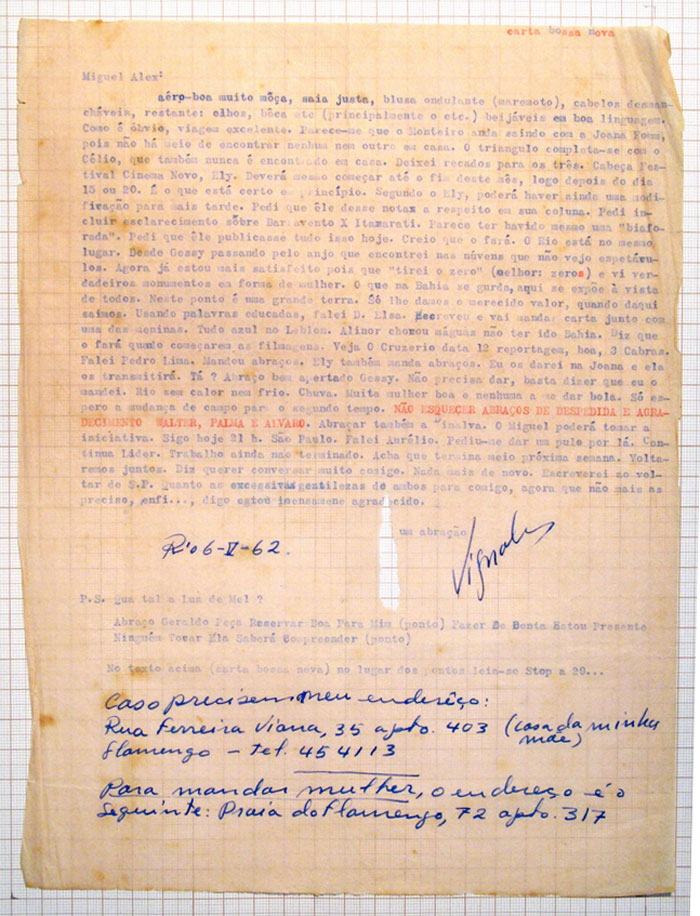 carta bossa nova
Miguel Alex:
aéro-boa muito môça, saia justa, blusa ondulante (maremoto), cabelos desman-
cháveis, restante: olhos, bôca etc (principalmente o etc.) beijáveis em boa linguagem.
Como é óbvio, viagem excelente. Parece-me que o Monteiro anda saindo com a Joana
pois não há meio de encontrar nenhum nem outro em casa. O triangulo completa-se com o
Célio, que também nunca é encontrado em casa. Deixei recados para os três. Cabeça Fes-
tival Cinema Novo, Ely. Deverá mesmo começar até o fim deste mês, logo depois do dia
15 ou 20. É o que está certo em princípio. Segundo o Ely, poderá haver ainda uma modi-
fixação para mais tarde. Pedi que êle desse notax a respeito em sua coluna. Pedi in-
cluir esclarecimento sôbre Barravento X Itamarati. Parece ter havido mesmo uma "biafo-
rada". Pedi que êle publicasse tudo isso hoje. Creio que o fará. O Rio está no mesmo
lugar. Desde Gessy passando pelo anjo que encontrei nas núvens que não vejo espetácu-
los. Agora já estou mais satisfeito pois que "tirei o zero" (melhor: zeros) e vi ver-
dadeiros monumentos em forma de mulher. O que na Bahia se gurda, aqui se expõe à vista
de todos. Neste ponto é uma grande terra. Só lhe damos o merecido valor, quando daqui
saimos. Usando palavras educadas, falei D. Elsa. Escreveu e vai mandar carta junto com
uma das meninas. Tudo azul no Leblon. Alinor chorou máguas não ter ido Bahia. Diz que
o fará quando começarem as filmagens. Veja O Cruzerio data 12 reportagem, boa, 3 Cabras.
Falei Pedro Lima. Mandou abraços. Ely também manda abraços. Eu os darei na Joana e ela
os transmitirá. Tá ? Abraço bem apertado Gessy. Não precisa dar, basta dizer que eu o
mandei. Rio sem calor nem frio. Chuva. Muita mulher boa e nenhuma a me dar bola. Só es-
pero a mudança de campo para o segundo tempo. NÃO ESQUECER ABRAÇOS DE DESPEDIDA E AGRA-
DECIMENTO WALTER, PALMA E ALVARO. Abraçar também a O Miguel poderá tomar a
iniciativa. Sigo hoje 21 h. São Paulo. Falei Aurélio. Pediu-me dar um pulo por lá. Con-
tinua Líder. Trabalho ainda não terminado. Acha que termina meio próxima semana. Volta-
remos juntos. Diz querer conversar muito comigo. Nada mais de novo. Escreverei ao vol-
tar de S.P. Quanto as excessivas gentilezas de ambos para comigo, agora que não mais as
preciso, enfi..., digo estou imensamene agradecido.
um abração
Rio 6-V-62.
Vignoles
P.S. Qua tal a Lua de Mel ?
Abraço Geraldo Peça Reservar Boa Para Mim (ponto) Fazer De Conta Estou Presente
Ninguém Tocar Ela Saberá Compreender (ponto)
No texto acima (carta bossa nova) no lugar dos pontos leia-se Stop a 20...
Caso precisem meu enderêço:
Rua Ferreira Viana, 35 apto. 403 (casa da minha
mãe)
Flamengo - tel. 454113
Para mandar mulher, o endereço é o
Seguinte: Praia do Flamengo, 72 apto. 317